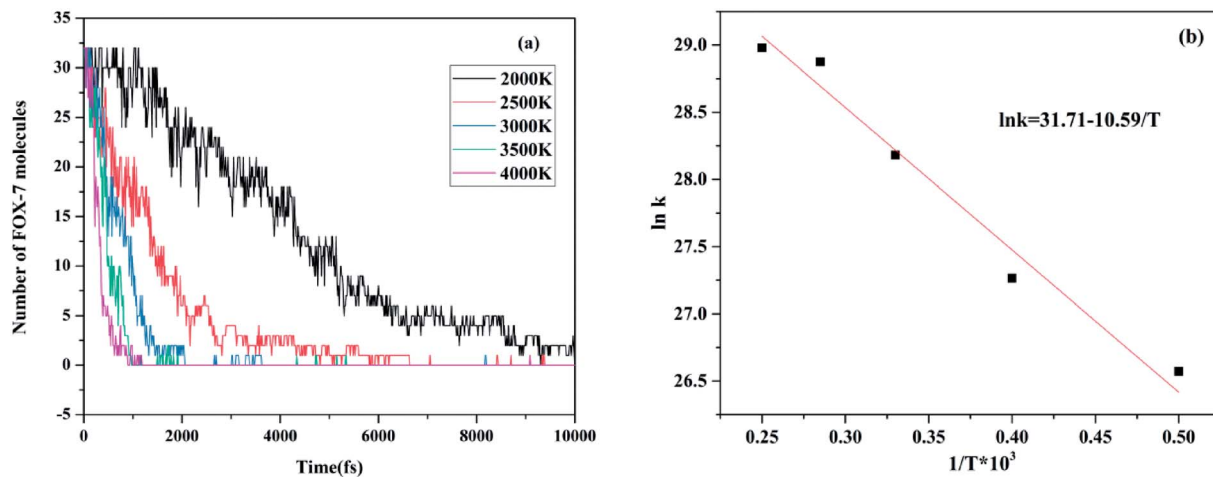 (a)
2000K
2500K
3000K
3500K
4000K
Number of FOX-7 molecules
35
30
25
20
15
10
5
0
-5
0
2000
4000
6000
8000
10000
Time(fs)
(b)
lnk=31.71-10.59/T
ln k
29.0
28.5
28.0
27.5
27.0
26.5
0.25
0.30
0.35
0.40
0.45
0.50
1/T*10³